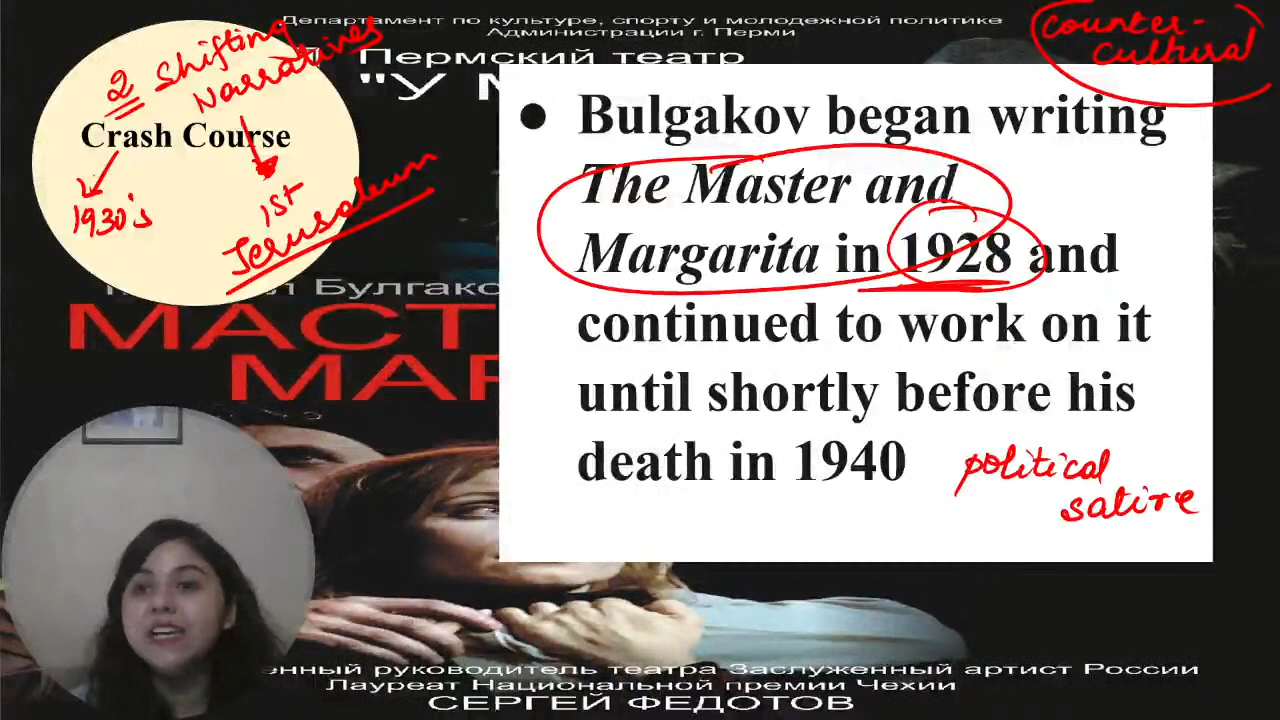 Департамент по культуре, спорту и молодежной политике
Администрации г. Перми
Пермский театр
"У М
counter-
cultural
2 Shifting
Narratives
Crash Course
1930's
1st
Jerusalem
• Bulgakov began writing
The Master and
Margarita in 1928 and
continued to work on it
until shortly before his
death in 1940
political
satire
л Булгако
МАСТ
МАР
енный руководитель театра Заслуженный артист России
Лауреат Национальной премии Чехии
СЕРГЕЙ ФЕДОТОВ